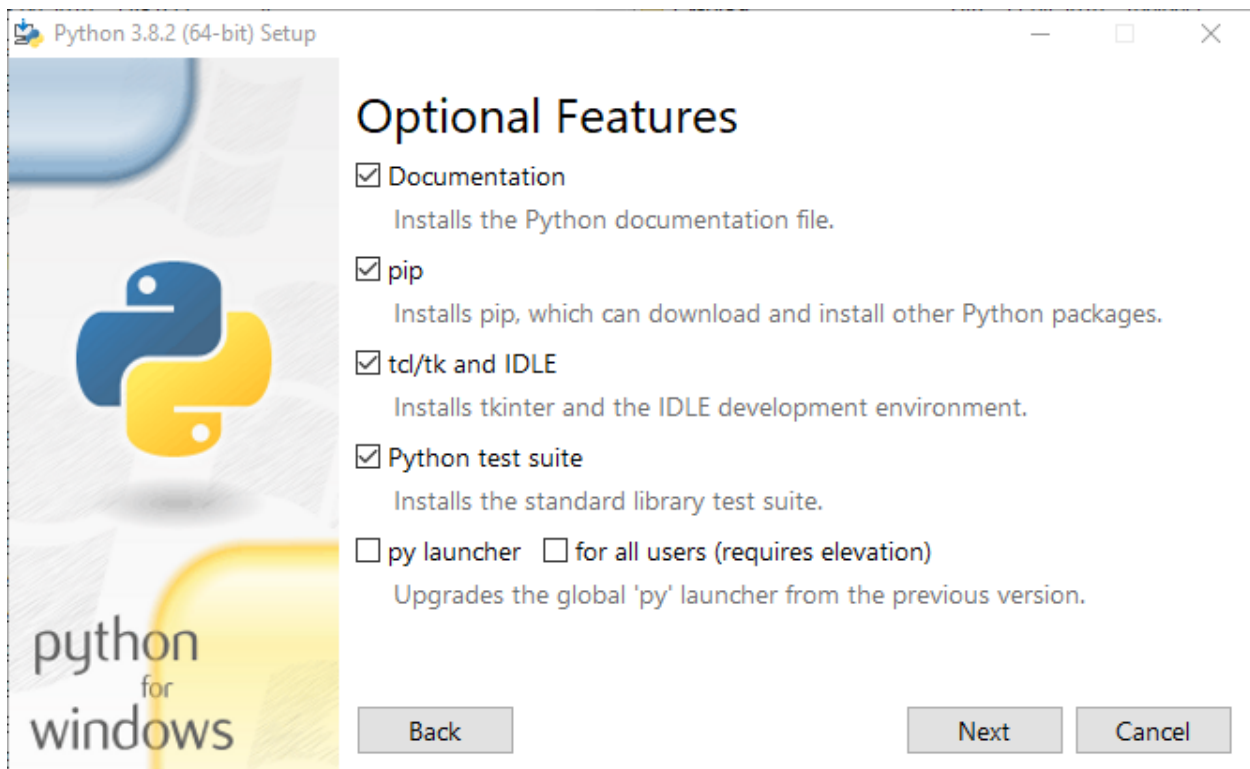 Python 3.8.2 (64-bit) Setup
Optional Features
Documentation
Installs the Python documentation file.
pip
Installs pip, which can download and install other Python packages.
tcl/tk and IDLE
Installs tkinter and the IDLE development environment.
Python test suite
Installs the standard library test suite.
py launcher for all users (requires elevation)
Upgrades the global 'py' launcher from the previous version.
python
for
windows
Back Next Cancel